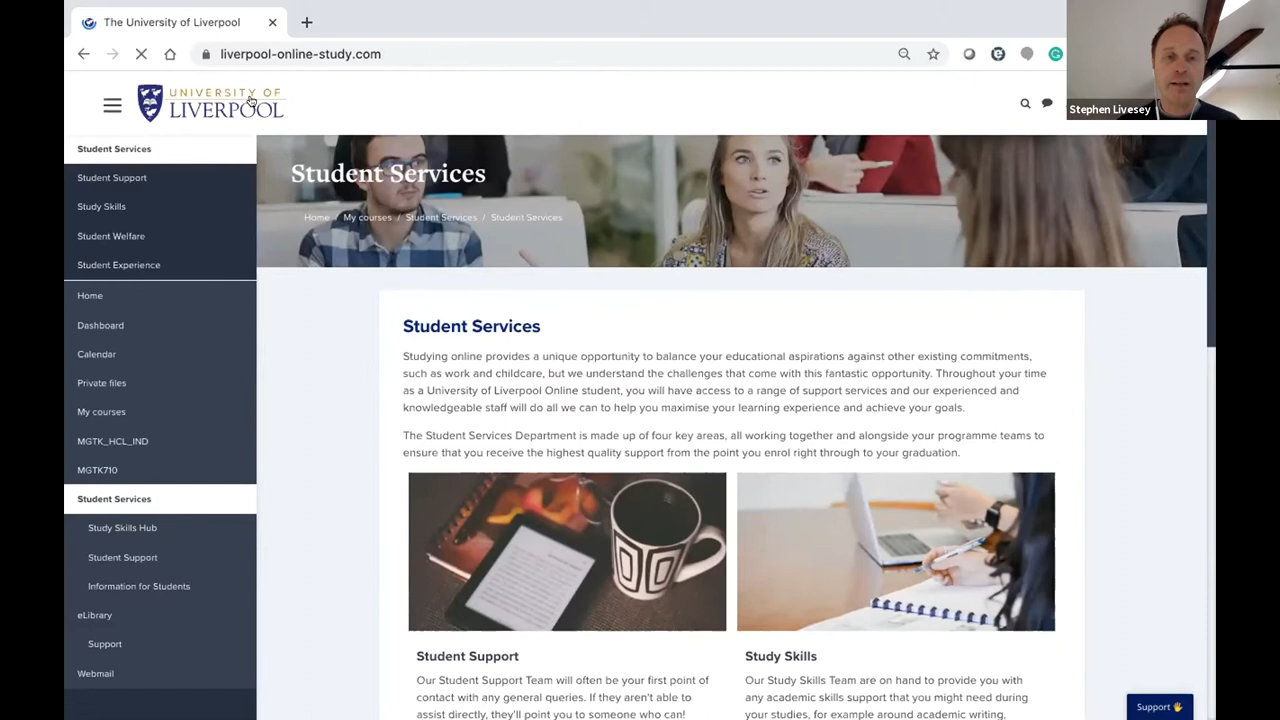 The University of Liverpool
liverpool-online-study.com
Stephen Livesey
UNIVERSITY OF
LIVERPOOL
Student Services
Student Support
Study Skills
Student Welfare
Student Experience
Home
Dashboard
Calendar
Private files
My courses
MGTK_HCL_IND
MGTK710
Student Services
Study Skills Hub
Student Support
Information for Students
eLibrary
Support
Webmail
Student Services
Home / My courses / Student Services / Student Services
Student Services
Studying online provides a unique opportunity to balance your educational aspirations against other existing commitments,
such as work and childcare, but we understand the challenges that come with this fantastic opportunity. Throughout your time
as a University of Liverpool Online student, you will have access to a range of support services and our experienced and
knowledgeable staff will do all we can to help you maximise your learning experience and achieve your goals.
The Student Services Department is made up of four key areas, all working together and alongside your programme teams to
ensure that you receive the highest quality support from the point you enrol right through to your graduation.
Student Support
Our Student Support Team will often be your first point of
contact with any general queries. If they aren't able to
assist directly, they'll point you to someone who can!
Study Skills
Our Study Skills Team are on hand to provide you with
any academic skills support that you might need during
your studies, for example around academic writing,
Support